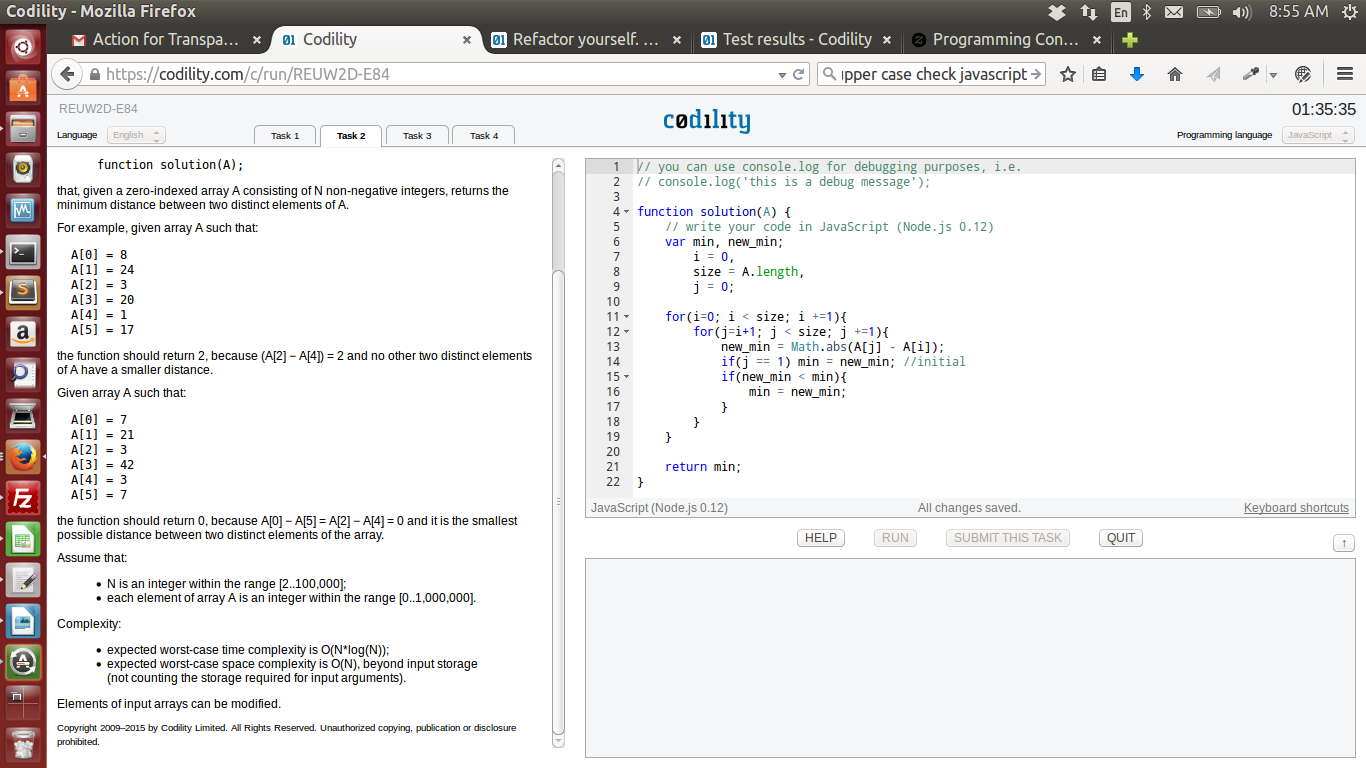 Codility - Mozilla Firefox
En
8:55 AM
Action for Transpa... ×
Codility ×
Refactor yourself. ... ×
Test results - Codility ×
Programming Con... ×
https://codility.com/c/run/REUW2D-E84
upper case check javascript
REUW2D-E84
01:35:35
codility
Language English
Task 1 Task 2 Task 3 Task 4
Programming language JavaScript
function solution(A);
that, given a zero-indexed array A consisting of N non-negative integers, returns the
minimum distance between two distinct elements of A.
For example, given array A such that:
A[0] = 8
A[1] = 24
A[2] = 3
A[3] = 20
A[4] = 1
A[5] = 17
the function should return 2, because (A[2] − A[4]) = 2 and no other two distinct elements
of A have a smaller distance.
Given array A such that:
A[0] = 7
A[1] = 21
A[2] = 3
A[3] = 42
A[4] = 3
A[5] = 7
the function should return 0, because A[0] − A[5] = A[2] − A[4] = 0 and it is the smallest
possible distance between two distinct elements of the array.
Assume that:
• N is an integer within the range [2..100,000];
• each element of array A is an integer within the range [0..1,000,000].
Complexity:
• expected worst-case time complexity is O(N*log(N));
• expected worst-case space complexity is O(N), beyond input storage
(not counting the storage required for input arguments).
Elements of input arrays can be modified.
Copyright 2009–2015 by Codility Limited. All Rights Reserved. Unauthorized copying, publication or disclosure
prohibited.
1 // you can use console.log for debugging purposes, i.e.
2 // console.log('this is a debug message');
3
4 function solution(A) {
5 // write your code in JavaScript (Node.js 0.12)
6 var min, new_min;
7 i = 0,
8 size = A.length,
9 j = 0;
10
11 for(i=0; i < size; i +=1){
12 for(j=i+1; j < size; j +=1){
13 new_min = Math.abs(A[j] - A[i]);
14 if(j == 1) min = new_min; //initial
15 if(new_min < min){
16 min = new_min;
17 }
18 }
19 }
20
21 return min;
22 }
JavaScript (Node.js 0.12) All changes saved. Keyboard shortcuts
HELP RUN SUBMIT THIS TASK QUIT ↑